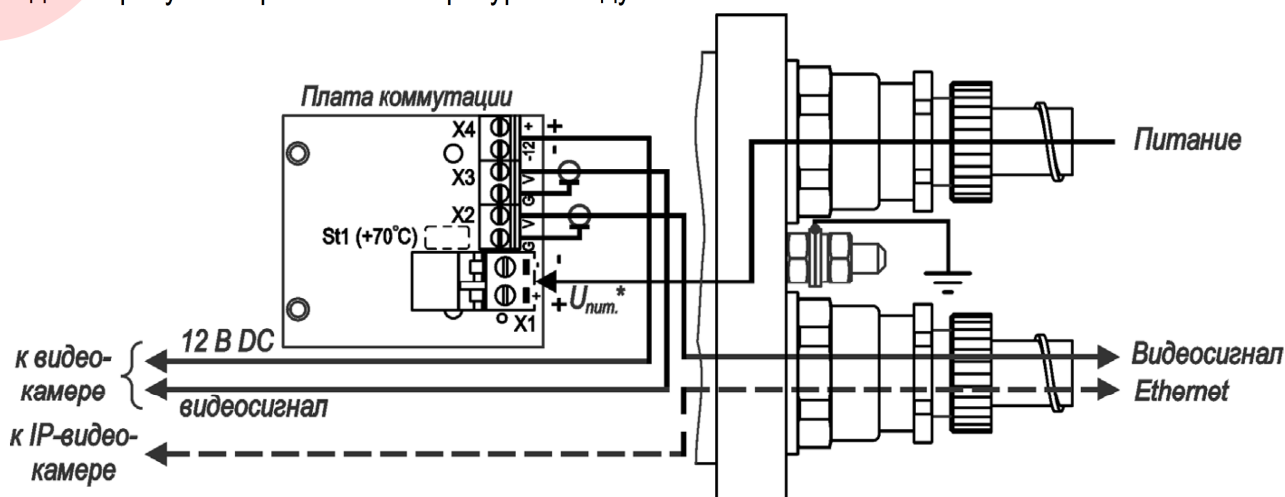 Плата коммутации
X4
+
+
-12
-
X3
V
G
X2
V
St1 (+70°C)
G
-
-
Uпит.*
+
+
X1
Питание
12 В DC
к видео-
камере
видеосигнал
Видеосигнал
Ethernet
к IP-видео-
камере